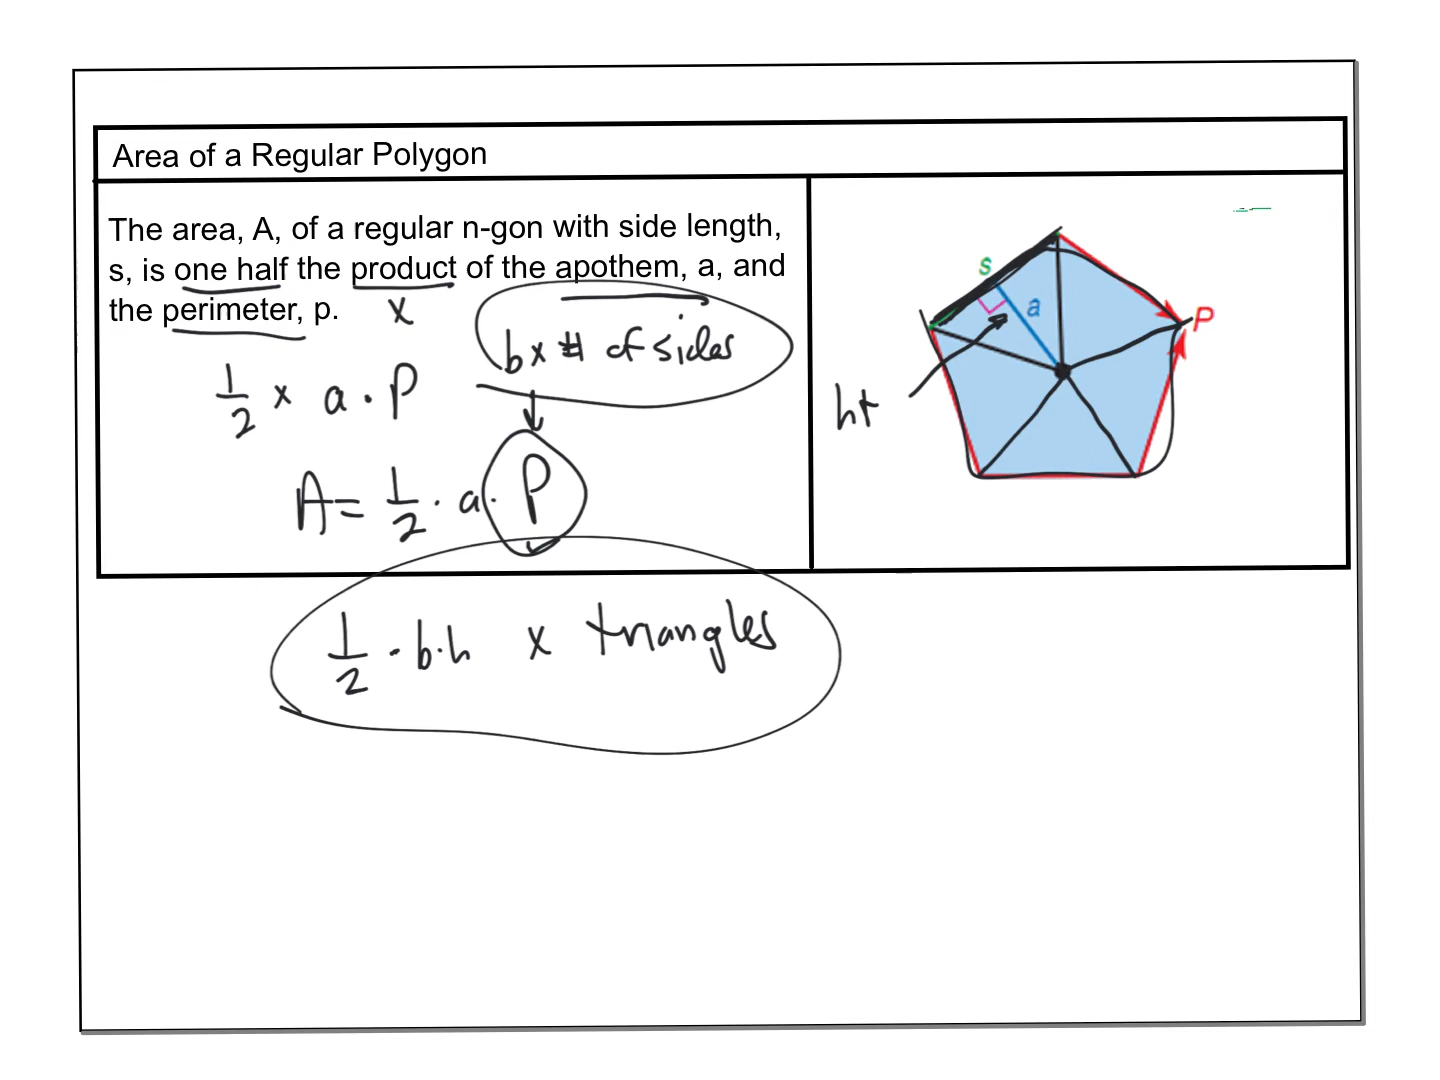 Area of a Regular Polygon
The area, A, of a regular n-gon with side length,
s, is one half the product of the apothem, a, and
the perimeter, p.
x
b x # of sides
1/2 x a · P
A = 1/2 · a · P
1/2 · b · h x triangles
s
a
P
ht